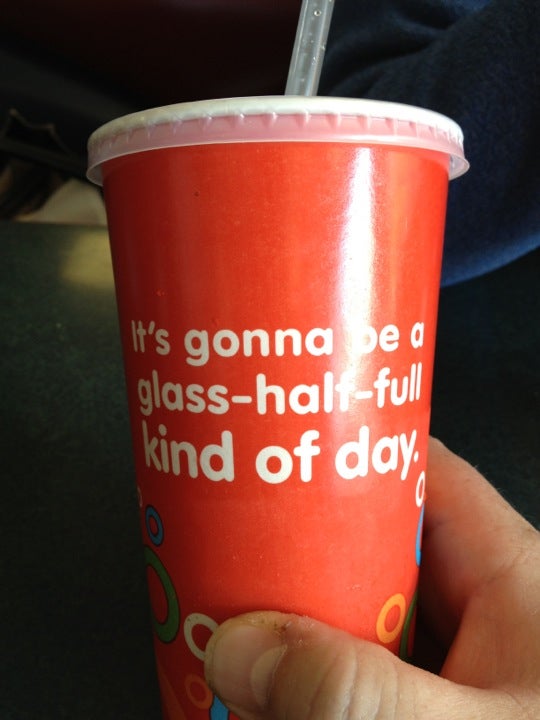 It's gonna be a
glass-half-full
kind of day.